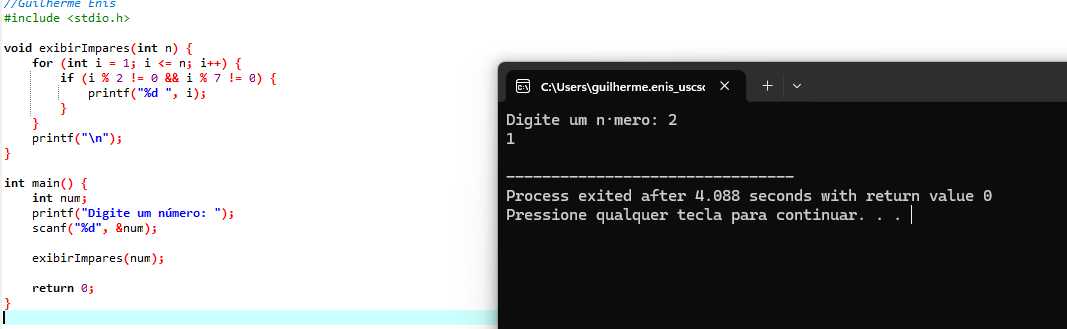 //Guilherme Enis
#include <stdio.h>
void exibirImpares(int n) {
for (int i = 1; i <= n; i++) {
if (i % 2 != 0 && i % 7 != 0) {
printf("%d ", i);
}
}
printf("\n");
}
int main() {
int num;
printf("Digite um número: ");
scanf("%d", &num);
exibirImpares(num);
return 0;
}
C:\Users\guilherme.enis_uscsc
Digite um n·mero: 2
1
--------------------------------
Process exited after 4.088 seconds with return value 0
Pressione qualquer tecla para continuar. . .